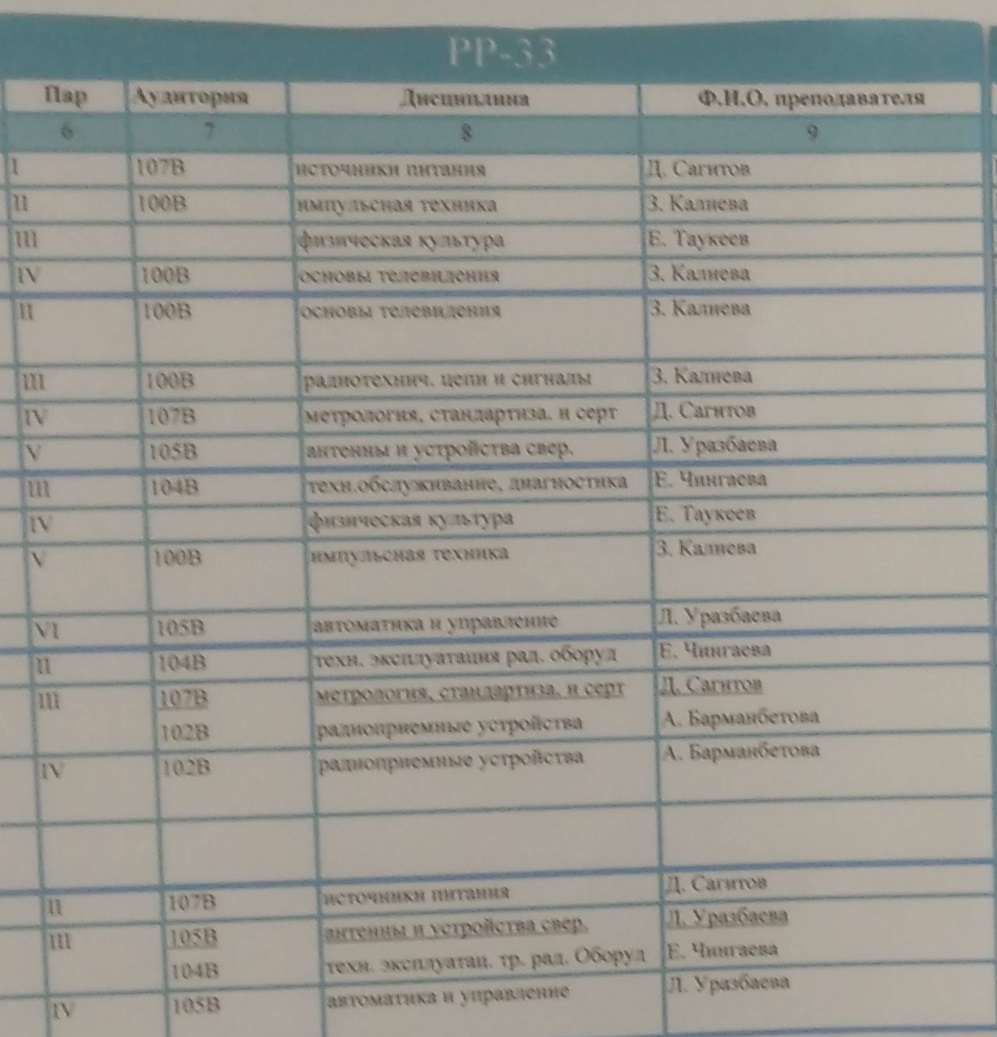 РР-33
Пар Аудитория Дисциплина Ф.И.О. преподавателя
6 7 8 9
I 107В источники питания Д. Сагитов
II 100В импульсная техника З. Калиева
III физическая культура Е. Таукеев
IV 100В основы телевидения З. Калиева
II 100В основы телевидения З. Калиева
III 100В радиотехнич. цепи и сигналы З. Калиева
IV 107В метрология, стандартиза. и серт Д. Сагитов
V 105В антенны и устройства свер. Л. Уразбаева
III 104В техн.обслуживание, диагностика Е. Чингаева
IV физическая культура Е. Таукеев
V 100В импульсная техника З. Калиева
VI 105В автоматика и управление Л. Уразбаева
II 104В техн. эксплуатация рад. оборуд Е. Чингаева
III 107В метрология, стандартиза. и серт Д. Сагитов
102В радиоприемные устройства А. Барманбетова
IV 102В радиоприемные устройства А. Барманбетова
II 107В источники питания Д. Сагитов
III 105В антенны и устройства свер. Л. Уразбаева
104В техн. эксплуатац. тр. рад. Оборуд Е. Чингаева
IV 105В автоматика и управление Л. Уразбаева